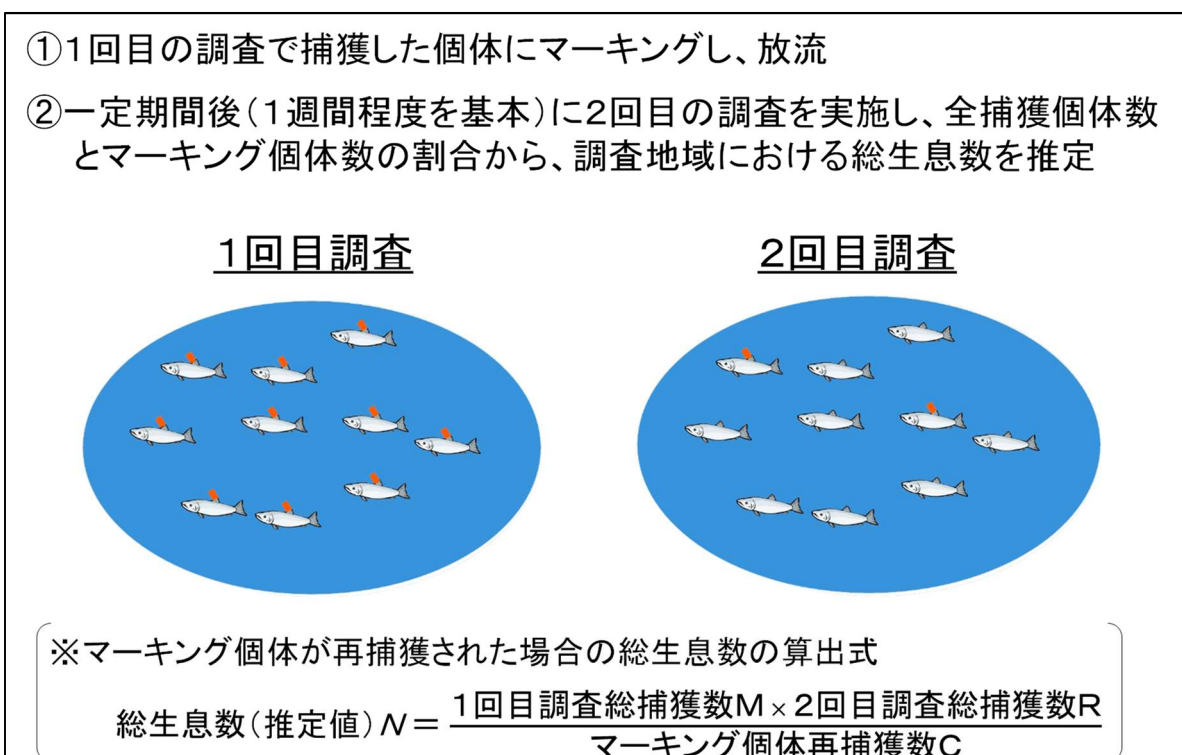 ①1回目の調査で捕獲した個体にマーキングし、放流
②一定期間後(1週間程度を基本)に2回目の調査を実施し、全捕獲個体数
とマーキング個体数の割合から、調査地域における総生息数を推定
1回目調査
2回目調査
※マーキング個体が再捕獲された場合の総生息数の算出式
総生息数(推定値)N=
1回目調査総捕獲数M×2回目調査総捕獲数R
マーキング個体再捕獲数C